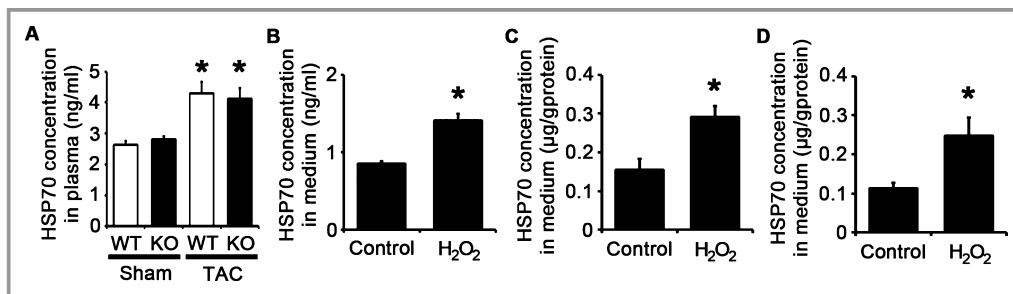 A
HSP70 concentration
in plasma (ng/ml)
5
4
3
2
1
0
*
*
WT KO WT KO
Sham TAC
B
HSP70 concentration
in medium (ng/ml)
2
1
0
*
Control H₂O₂
C
HSP70 concentration
in medium (µg/gprotein)
0.4
0.3
0.2
0.1
0
*
Control H₂O₂
D
HSP70 concentration
in medium (µg/gprotein)
0.4
0.3
0.2
0.1
0
*
Control H₂O₂